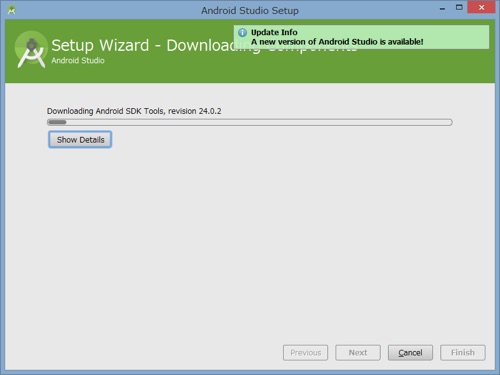 Android Studio Setup
Update Info
A new version of Android Studio is available!
Setup Wizard - Downloading Components
Android Studio
Downloading Android SDK Tools, revision 24.0.2
Show Details
Previous
Next
Cancel
Finish